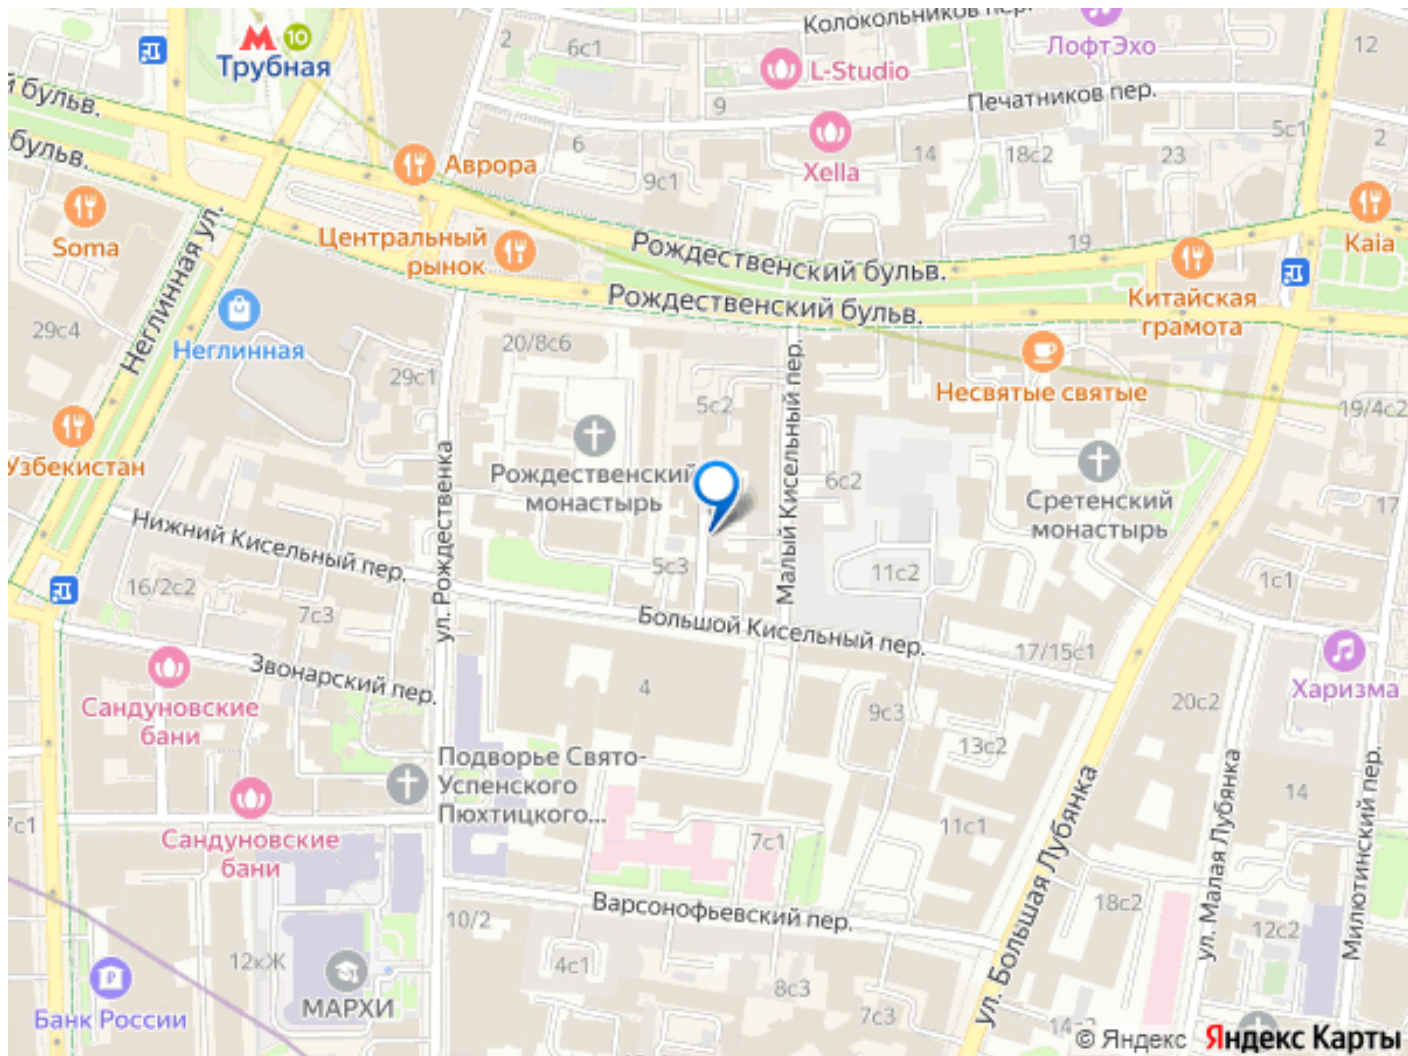 Колокольников пер.
2
6с1
ЛофтЭхо
12
10
Трубная
L-Studio
й бульв.
9
Печатников пер.
бульв.
6
Xella
14
18с2
23
5с1
2
Аврора
9с1
Soma
Неглинная ул.
Центральный
рынок
Рождественский бульв.
19
Kaia
Рождественский бульв.
Китайская
грамота
29с4
Неглинная
20/8с6
29с1
5с2
Малый Кисельный пер.
Несвятые святые
19/4с2
Узбекистан
ул. Рождественка
Рождественский
монастырь
6с2
Сретенский
монастырь
17
Нижний Кисельный пер.
16/2с2
7с3
5с3
11с2
1с1
Большой Кисельный пер.
17/15с1
Звонарский пер.
4
Харизма
Сандуновские
бани
9с3
13с2
20с2
Подворье Свято-
Успенского
Пюхтицкого...
ул. Большая Лубянка
ул. Малая Лубянка
14
Милютинский пер.
7с1
Сандуновские
бани
7с1
11с1
10/2
Варсонофьевский пер.
18с2
12с2
12кЖ
4с1
МАРХИ
8с3
7с3
Банк России
© Яндекс Яндекс Карты